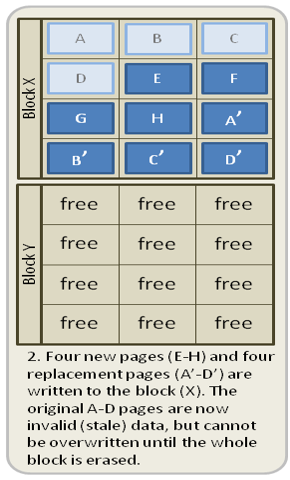 Block X
A B C
D E F
G H A′
B′ C′ D′
Block Y
free free free
free free free
free free free
free free free
2. Four new pages (E-H) and four
replacement pages (A′-D′) are
written to the block (X). The
original A-D pages are now
invalid (stale) data, but cannot
be overwritten until the whole
block is erased.